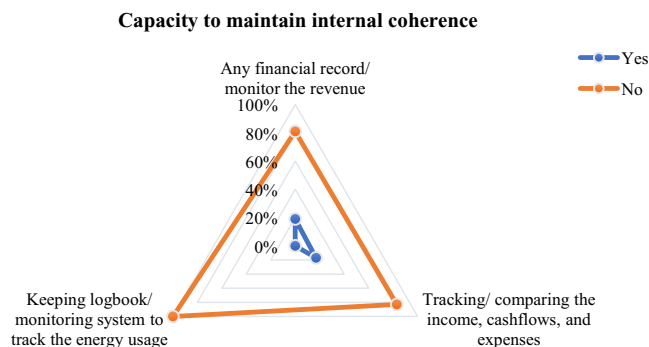 Capacity to maintain internal coherence
Yes
No
Any financial record/
monitor the revenue
100%
80%
60%
40%
20%
0%
Keeping logbook/
monitoring system to
track the energy usage
Tracking/ comparing the
income, cashflows, and
expenses